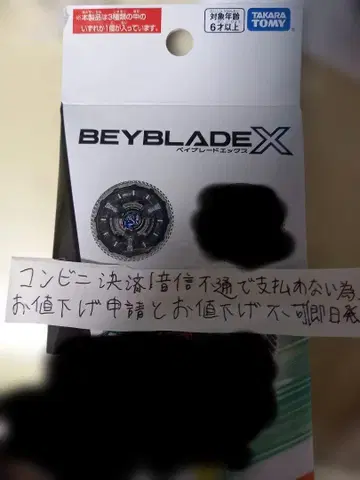 ※本製品は3種類の中の
いずれか1個が入っています。
対象年齢
6才以上
TAKARA
TOMY
BEYBLADE X
ベイブレードエックス
コンビニ決済!音信不通で支払わない為
お値下げ申請とお値下げ不可即日発